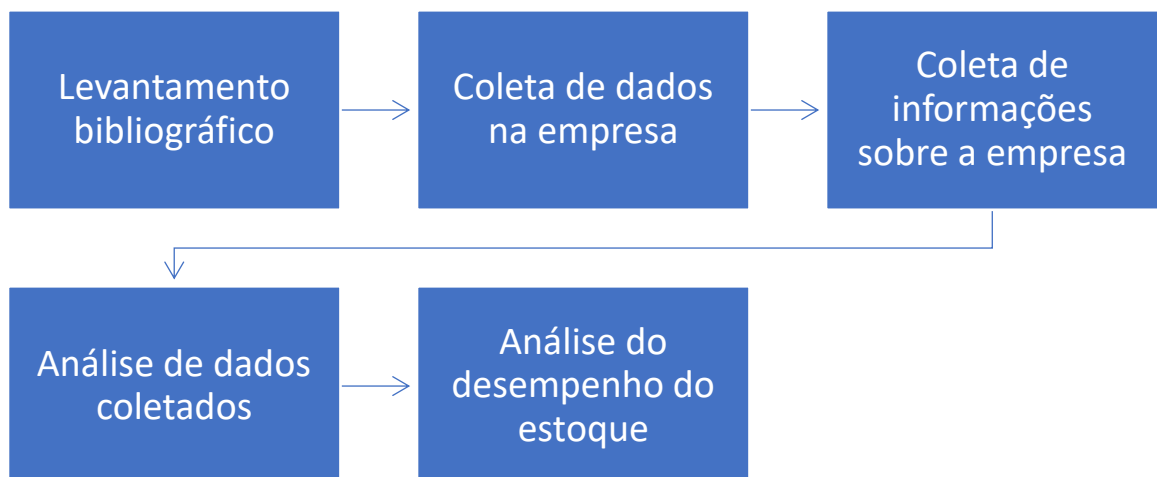 Levantamento
bibliográfico
Coleta de dados
na empresa
Coleta de
informações
sobre a empresa
Análise de dados
coletados
Análise do
desempenho do
estoque